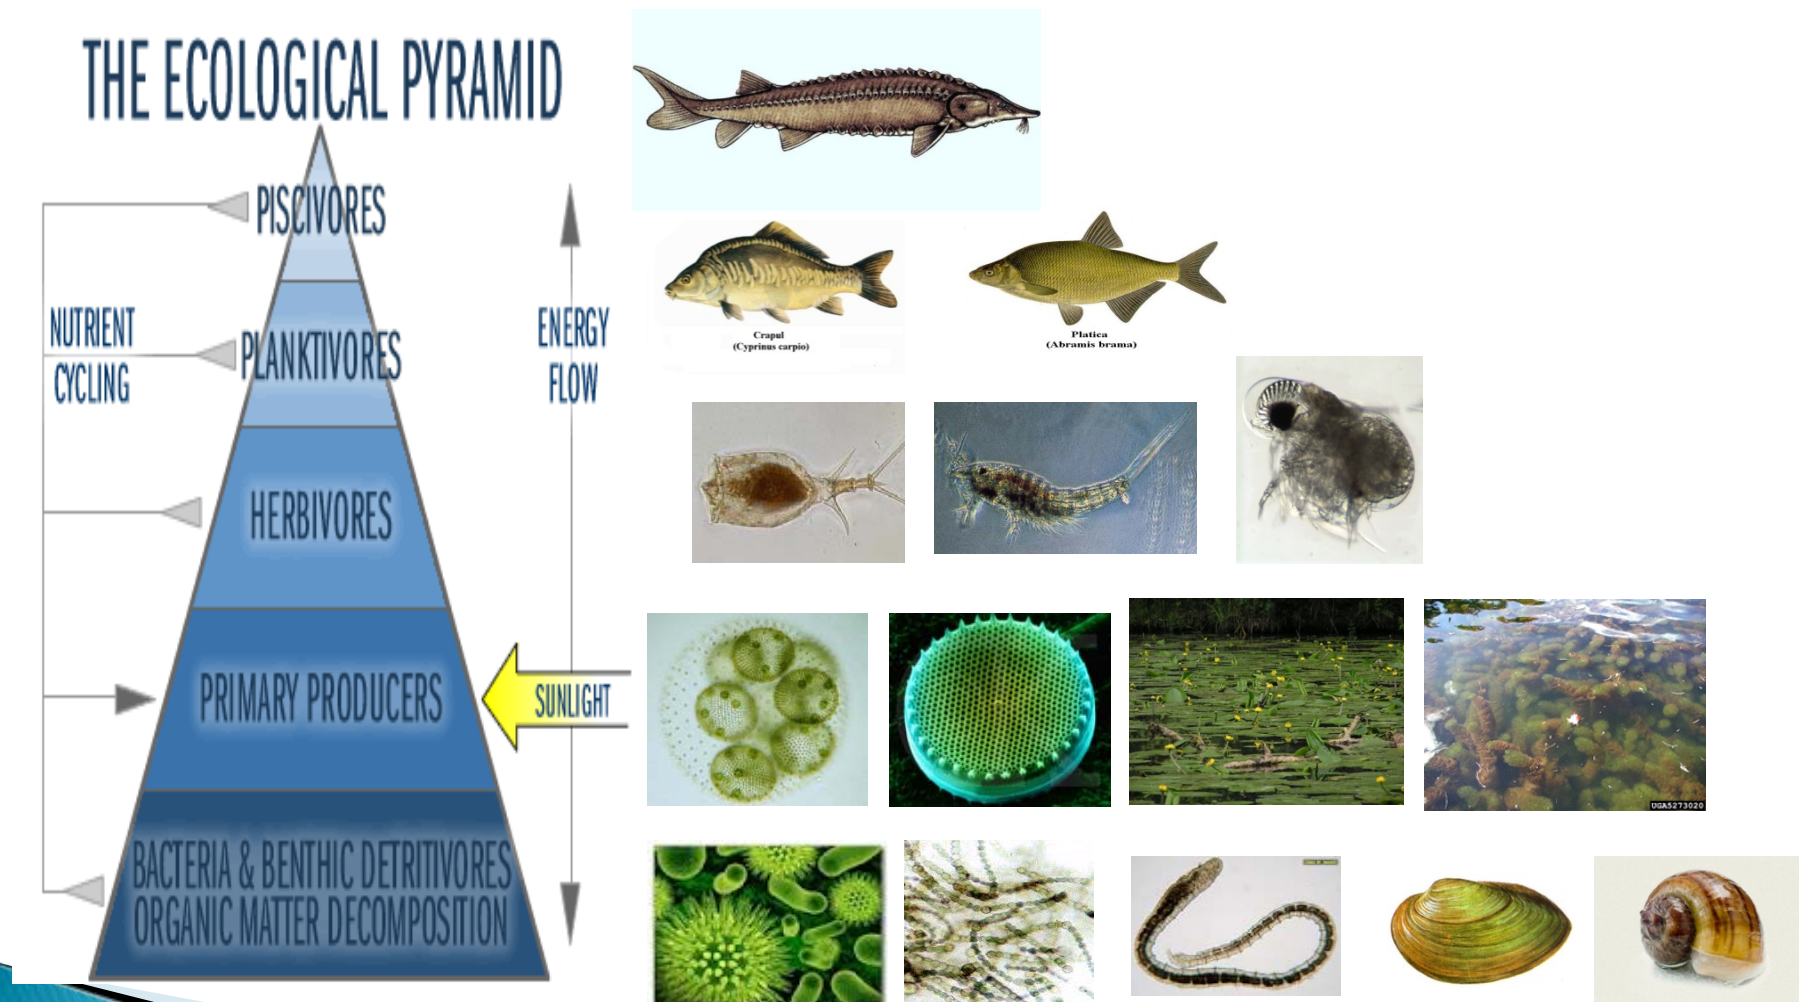 THE ECOLOGICAL PYRAMID
PISCIVORES
NUTRIENT
CYCLING
PLANKTIVORES
ENERGY
FLOW
HERBIVORES
PRIMARY PRODUCERS
SUNLIGHT
BACTERIA & BENTHIC DETRITIVORES
ORGANIC MATTER DECOMPOSITION
Crapul
(Cyprinus carpio)
Platica
(Abramis brama)
UGA5273020